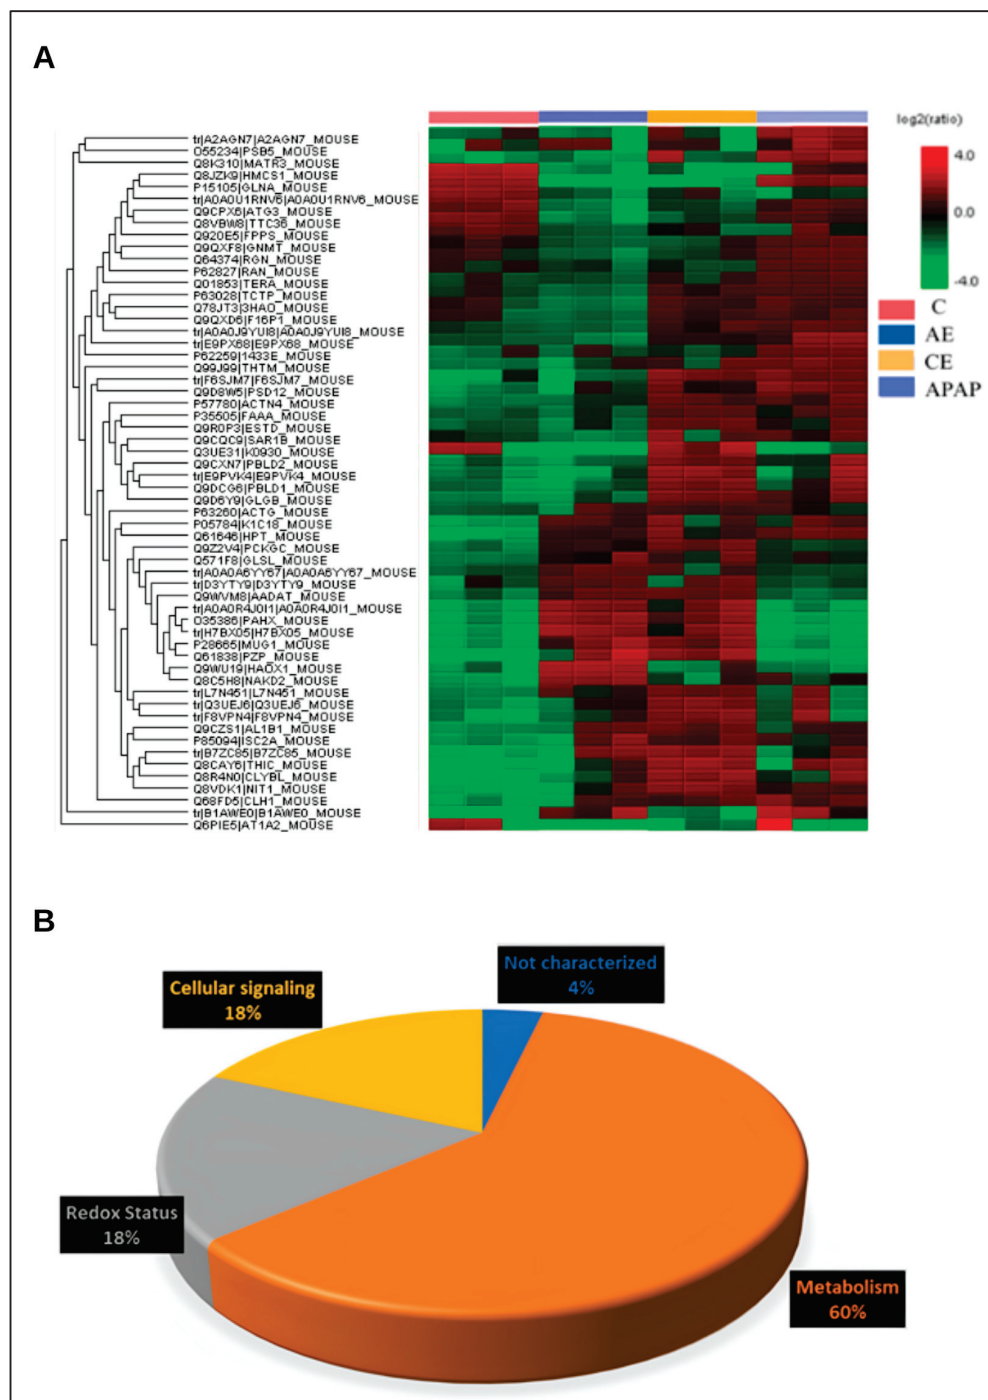 A
log2(ratio)
4.0
0.0
-4.0
C
AE
CE
APAP
tr|A2AGN7|A2AGN7_MOUSE
O55234|PSB5_MOUSE
Q8K310|MATR3_MOUSE
Q8JZK9|HMCS1_MOUSE
P15105|GLNA_MOUSE
tr|A0A0U1RNV6|A0A0U1RNV6_MOUSE
Q9CPX6|ATG3_MOUSE
Q8VBW8|TTC36_MOUSE
Q920E5|FPPS_MOUSE
Q9QXF8|GNMT_MOUSE
Q64374|RGN_MOUSE
P62827|RAN_MOUSE
Q01853|TERA_MOUSE
P63028|TCTP_MOUSE
Q78JT3|3HAO_MOUSE
Q9QXD6|F16P1_MOUSE
tr|A0A0J9YUI8|A0A0J9YUI8_MOUSE
tr|E9PX68|E9PX68_MOUSE
P62259|1433E_MOUSE
Q99J99|THTM_MOUSE
tr|F6SJM7|F6SJM7_MOUSE
Q9D8W5|PSD12_MOUSE
P57780|ACTN4_MOUSE
P35505|FAAA_MOUSE
Q9R0P3|ESTD_MOUSE
Q9CQC9|SAR1B_MOUSE
Q3UE31|K0930_MOUSE
Q9CXN7|PBLD2_MOUSE
tr|E9PVK4|E9PVK4_MOUSE
Q9DCG6|PBLD1_MOUSE
Q9D6Y9|GLGB_MOUSE
P63260|ACTG_MOUSE
P05784|K1C18_MOUSE
Q61646|HPT_MOUSE
Q9Z2V4|PCKGC_MOUSE
Q571F8|GLSL_MOUSE
tr|A0A0A6YY67|A0A0A6YY67_MOUSE
tr|D3YTY9|D3YTY9_MOUSE
Q9WVM8|AADAT_MOUSE
tr|A0A0R4J0I1|A0A0R4J0I1_MOUSE
O35386|PAHX_MOUSE
tr|H7BX05|H7BX05_MOUSE
P28665|MUG1_MOUSE
Q61838|PZP_MOUSE
Q9WU19|HAOX1_MOUSE
Q8C5H8|NAKD2_MOUSE
tr|L7N451|L7N451_MOUSE
tr|Q3UEJ6|Q3UEJ6_MOUSE
tr|F8VPN4|F8VPN4_MOUSE
Q9CZS1|AL1B1_MOUSE
P85094|ISC2A_MOUSE
tr|B7ZC85|B7ZC85_MOUSE
Q8CAY6|THIC_MOUSE
Q8R4N0|CLYBL_MOUSE
Q8VDK1|NIT1_MOUSE
Q68FD5|CLH1_MOUSE
tr|B1AWE0|B1AWE0_MOUSE
Q6PIE5|AT1A2_MOUSE
B
Not characterized
4%
Cellular signaling
18%
Redox Status
18%
Metabolism
60%